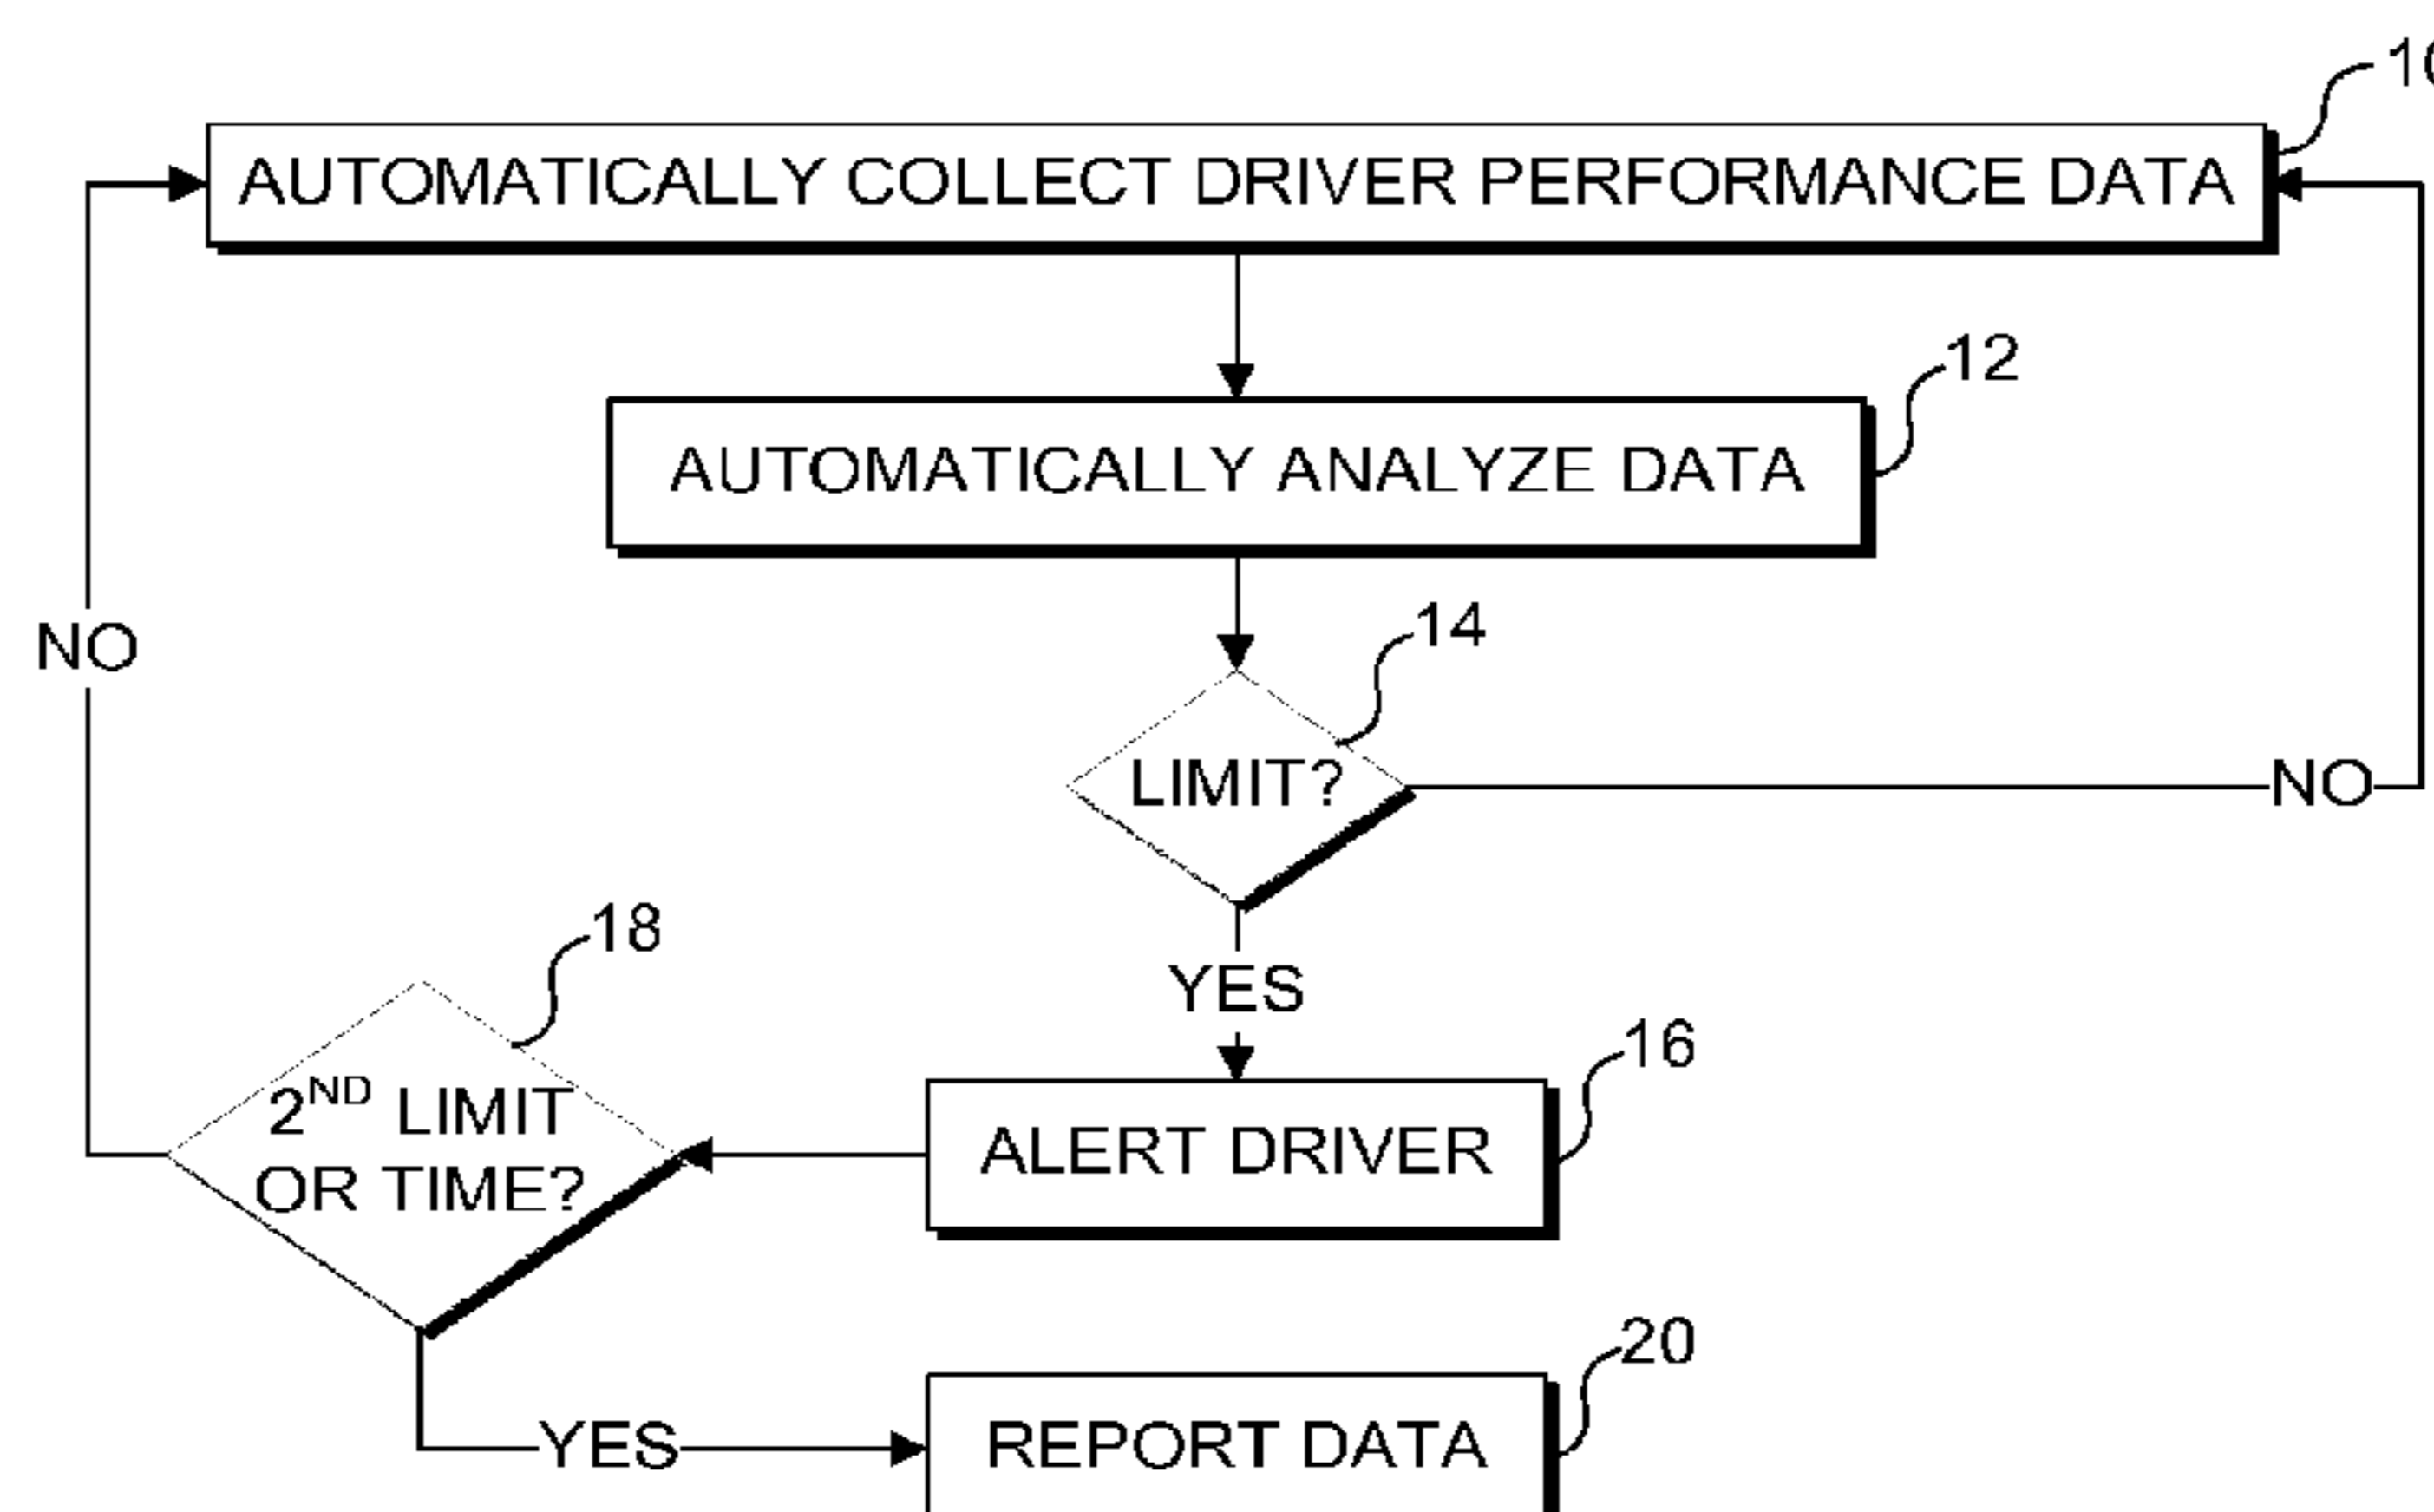 AUTOMATICALLY COLLECT DRIVER PERFORMANCE DATA
12
AUTOMATICALLY ANALYZE DATA
NO
14
LIMIT?
NO
18
YES
16
2ND LIMIT
OR TIME?
ALERT DRIVER
20
YES
REPORT DATA